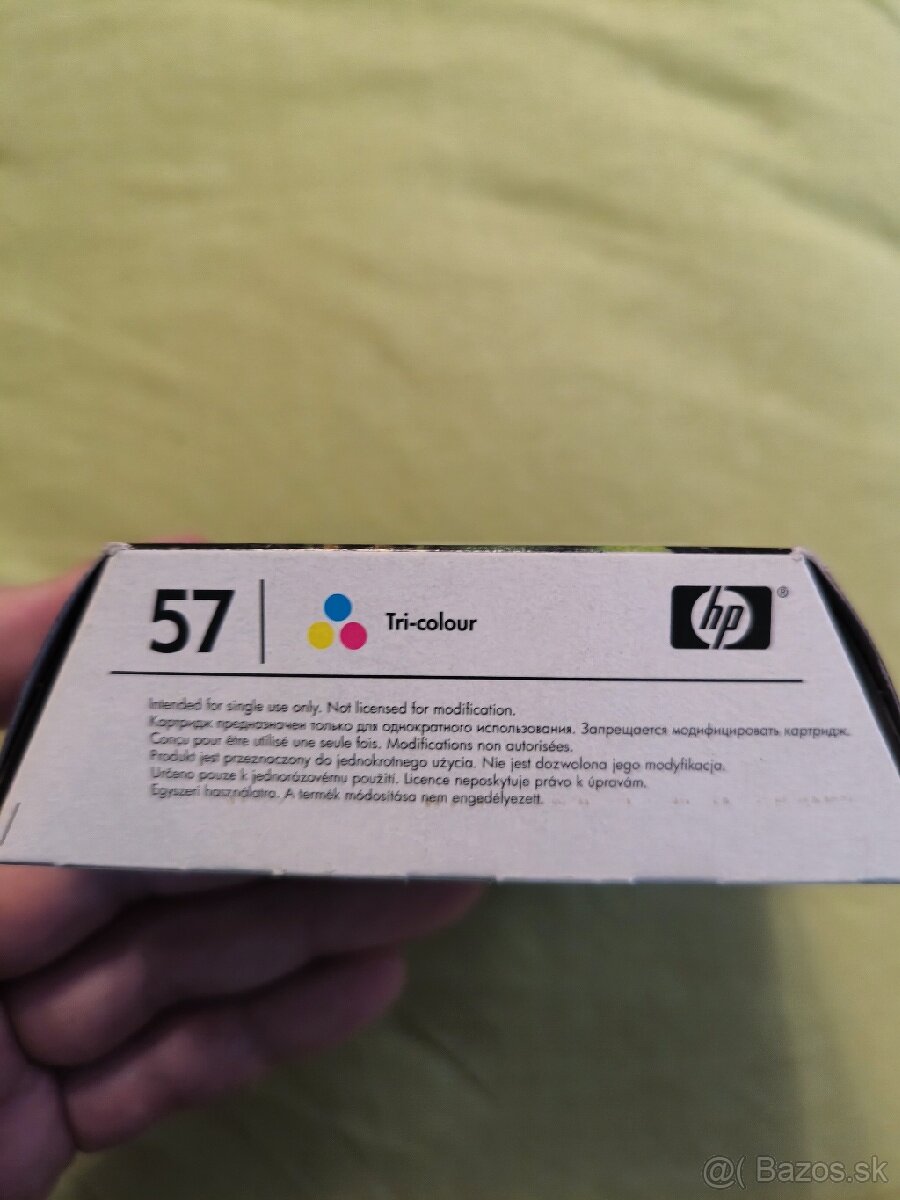 57 Tri-colour hp®
Intended for single use only. Not licensed for modification.
Картридж предназначен только для однократного использования. Запрещается модифицировать картридж.
Conçu pour être utilisé une seule fois. Modifications non autorisées.
Produkt jest przeznaczony do jednokrotnego użycia. Nie jest dozwolona jego modyfikacja.
Určeno pouze k jednorázovému použití. Licence neposkytuje právo k úpravám.
Egyszeri használatra. A termék módosítása nem engedélyezett.
@( Bazos.sk